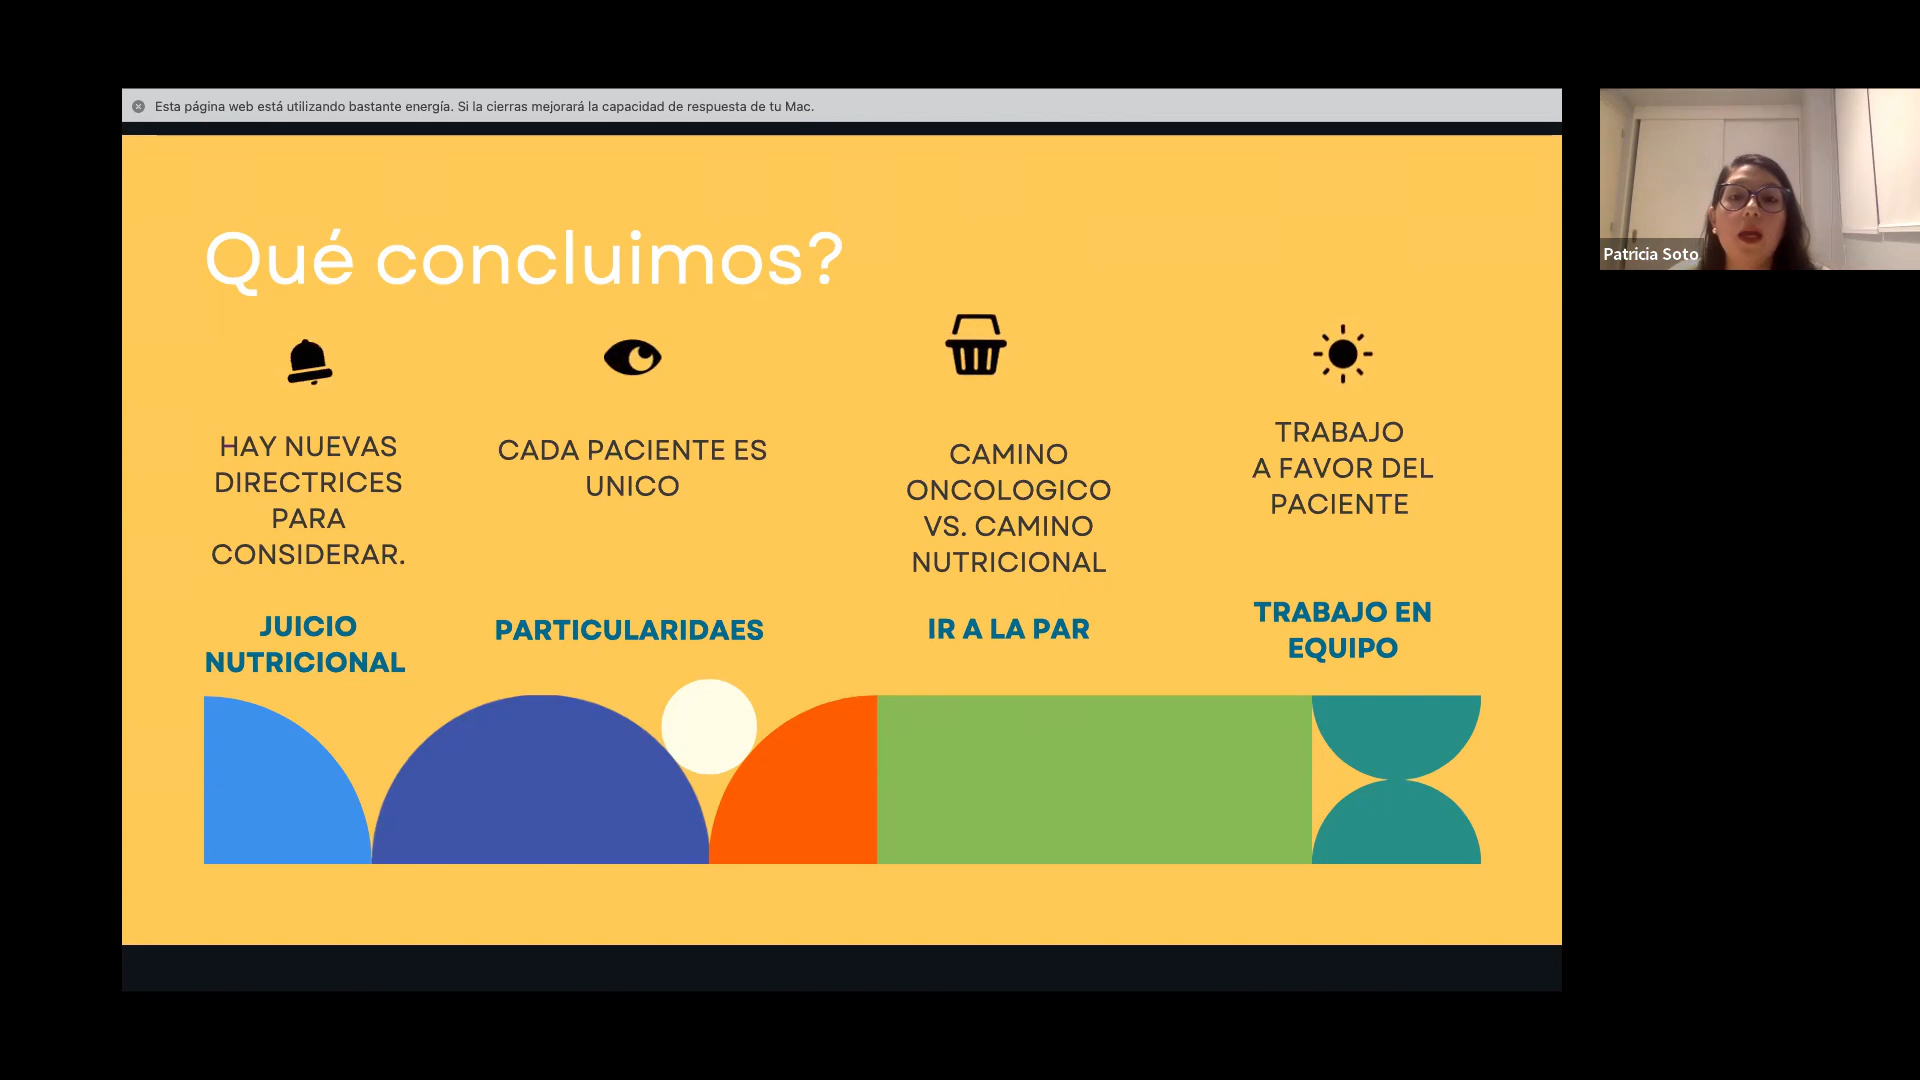 Esta página web está utilizando bastante energía. Si la cierras mejorará la capacidad de respuesta de tu Mac.
Qué concluimos?
HAY NUEVAS
DIRECTRICES
PARA
CONSIDERAR.
JUICIO
NUTRICIONAL
CADA PACIENTE ES
UNICO
PARTICULARIDAES
CAMINO
ONCOLOGICO
VS. CAMINO
NUTRICIONAL
IR A LA PAR
TRABAJO
A FAVOR DEL
PACIENTE
TRABAJO EN
EQUIPO
Patricia Soto